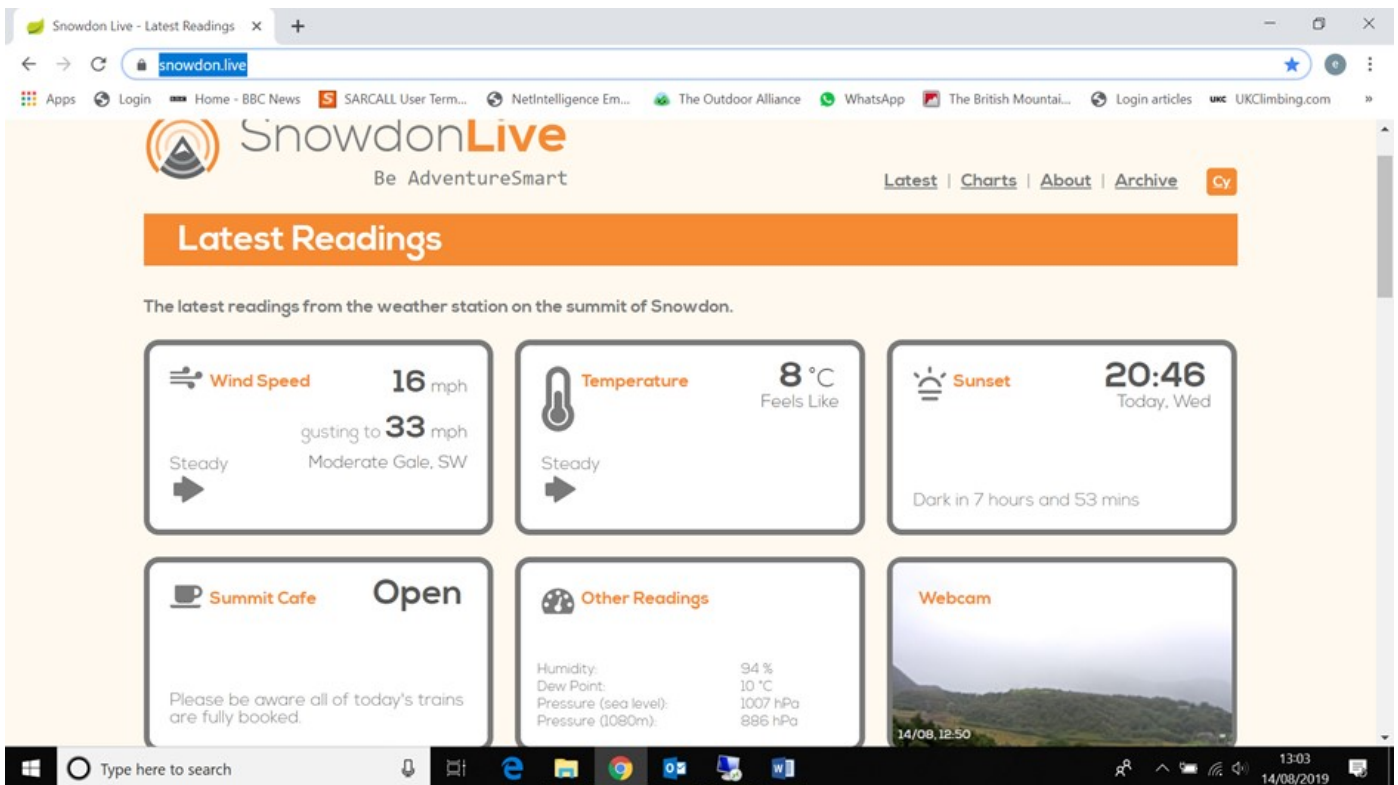 Snowdon Live - Latest Readings
snowdon.live
Apps Login Home - BBC News SARCALL User Term... NetIntelligence Em... The Outdoor Alliance WhatsApp The British Mountai... Login articles UKC UKClimbing.com »
SnowdonLive
Be AdventureSmart
Latest | Charts | About | Archive Cy
Latest Readings
The latest readings from the weather station on the summit of Snowdon.
Wind Speed 16 mph
gusting to 33 mph
Steady Moderate Gale, SW
Temperature 8 °C
Feels Like
Steady
Sunset 20:46
Today, Wed
Dark in 7 hours and 53 mins
Summit Cafe Open
Please be aware all of today's trains
are fully booked.
Other Readings
Humidity: 94 %
Dew Point: 10 °C
Pressure (sea level): 1007 hPa
Pressure (1080m): 886 hPa
Webcam
14/08, 12:50
Type here to search
13:03
14/08/2019